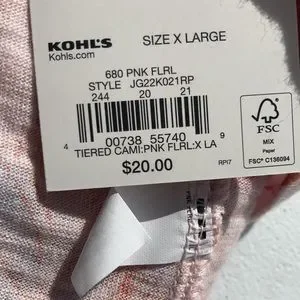 KOHL'S
Kohls.com
SIZE X LARGE
680 PNK FLRL
STYLE JG22K021RP
244 20 21
4 00738 55740 9
TIERED CAMI:PNK FLRL:X LA
$20.00
RPI7
FSC
MIX
Paper
FSC® C136094